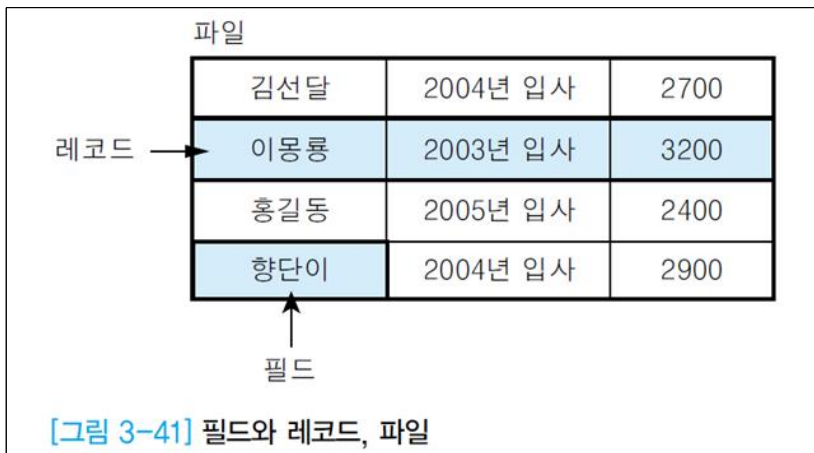 파일
김선달 2004년 입사 2700
레코드 이몽룡 2003년 입사 3200
홍길동 2005년 입사 2400
향단이 2004년 입사 2900
필드
[그림 3-41] 필드와 레코드, 파일